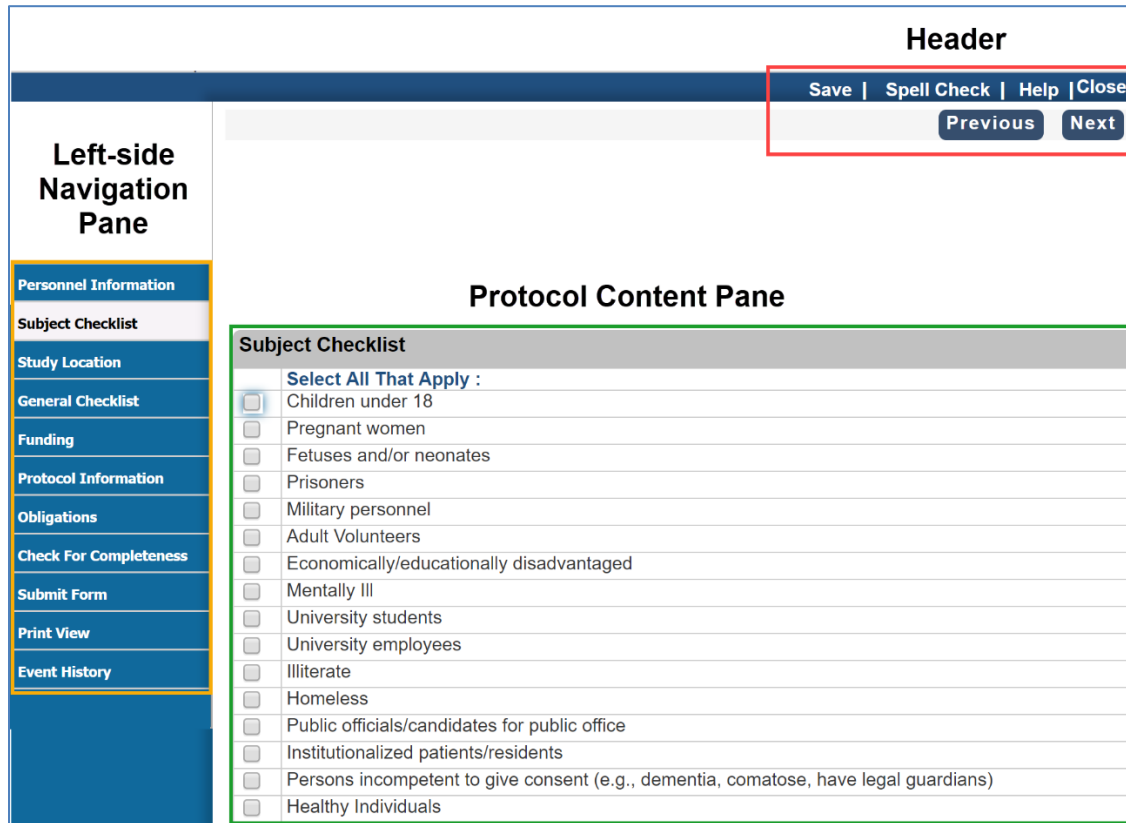 Header
Save | Spell Check | Help | Close
Previous Next
Left-side
Navigation
Pane
Personnel Information
Subject Checklist
Study Location
General Checklist
Funding
Protocol Information
Obligations
Check For Completeness
Submit Form
Print View
Event History
Protocol Content Pane
Subject Checklist
Select All That Apply :
Children under 18
Pregnant women
Fetuses and/or neonates
Prisoners
Military personnel
Adult Volunteers
Economically/educationally disadvantaged
Mentally Ill
University students
University employees
Illiterate
Homeless
Public officials/candidates for public office
Institutionalized patients/residents
Persons incompetent to give consent (e.g., dementia, comatose, have legal guardians)
Healthy Individuals